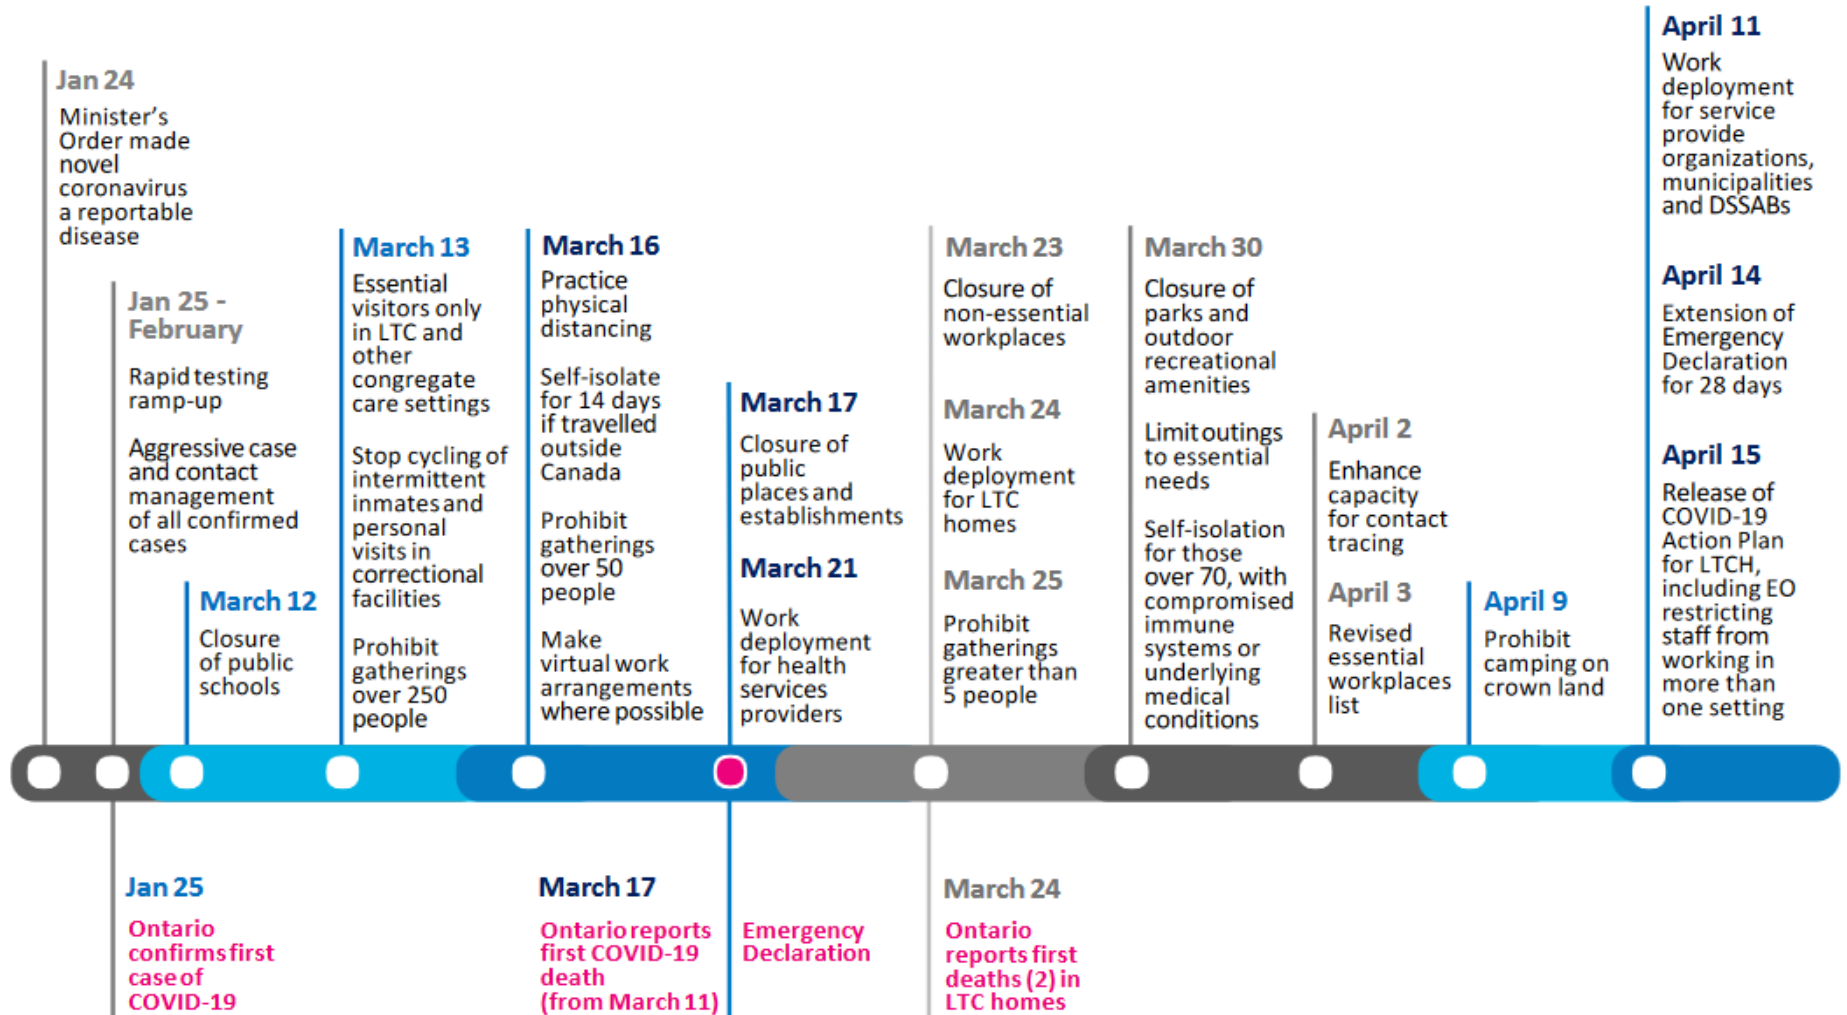 Jan 24
Minister's
Order made
novel
coronavirus
a reportable
disease
Jan 25 -
February
Rapid testing
ramp-up
Aggressive case
and contact
management
of all confirmed
cases
March 12
Closure
of public
schools
March 13
Essential
visitors only
in LTC and
other
congregate
care settings
Stop cycling of
intermittent
inmates and
personal
visits in
correctional
facilities
Prohibit
gatherings
over 250
people
March 16
Practice
physical
distancing
Self-isolate
for 14 days
if travelled
outside
Canada
Prohibit
gatherings
over 50
people
Make
virtual work
arrangements
where possible
March 17
Closure of
public
places and
establishments
March 21
Work
deployment
for health
services
providers
March 23
Closure of
non-essential
workplaces
March 24
Work
deployment
for LTC
homes
March 25
Prohibit
gatherings
greater than
5 people
March 30
Closure of
parks and
outdoor
recreational
amenities
Limit outings
to essential
needs
Self-isolation
for those
over 70, with
compromised
immune
systems or
underlying
medical
conditions
April 2
Enhance
capacity
for contact
tracing
April 3
Revised
essential
workplaces
list
April 9
Prohibit
camping on
crown land
April 11
Work
deployment
for service
provide
organizations,
municipalities
and DSSABs
April 14
Extension of
Emergency
Declaration
for 28 days
April 15
Release of
COVID-19
Action Plan
for LTCH,
including EO
restricting
staff from
working in
more than
one setting
Jan 25
Ontario
confirms first
case of
COVID-19
March 17
Ontario reports
first COVID-19
death
(from March 11)
Emergency
Declaration
March 24
Ontario
reports first
deaths (2) in
LTC homes